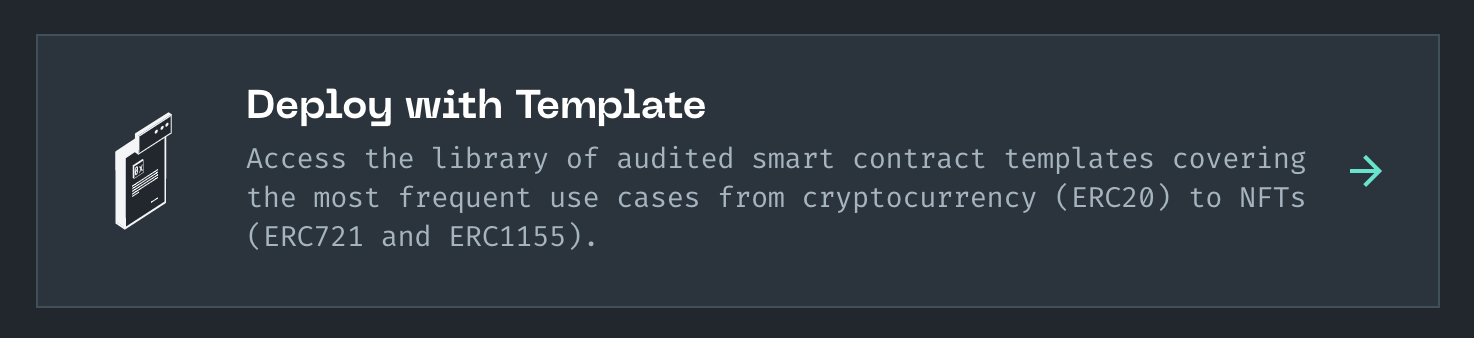 Deploy with Template
Access the library of audited smart contract templates covering
the most frequent use cases from cryptocurrency (ERC20) to NFTs
(ERC721 and ERC1155).